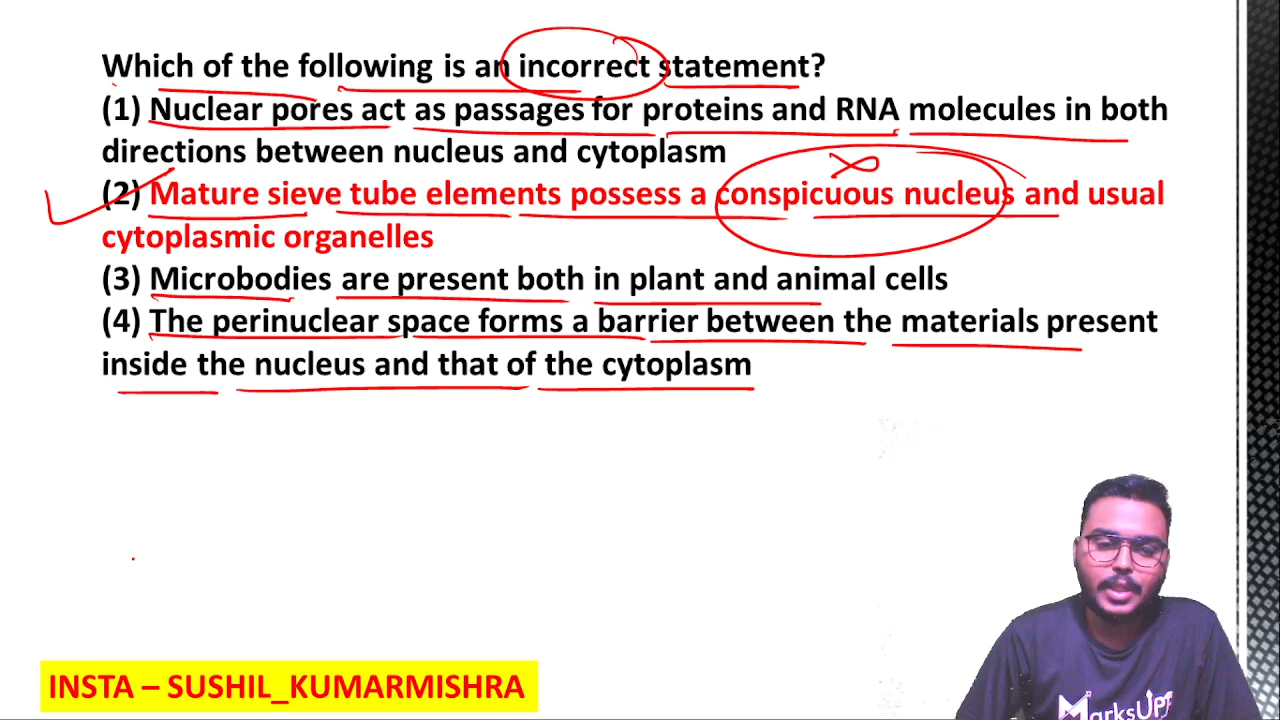 Which of the following is an incorrect statement?
(1) Nuclear pores act as passages for proteins and RNA molecules in both
directions between nucleus and cytoplasm
(2) Mature sieve tube elements possess a conspicuous nucleus and usual
cytoplasmic organelles
(3) Microbodies are present both in plant and animal cells
(4) The perinuclear space forms a barrier between the materials present
inside the nucleus and that of the cytoplasm
INSTA – SUSHIL_KUMARMISHRA
MarksUp